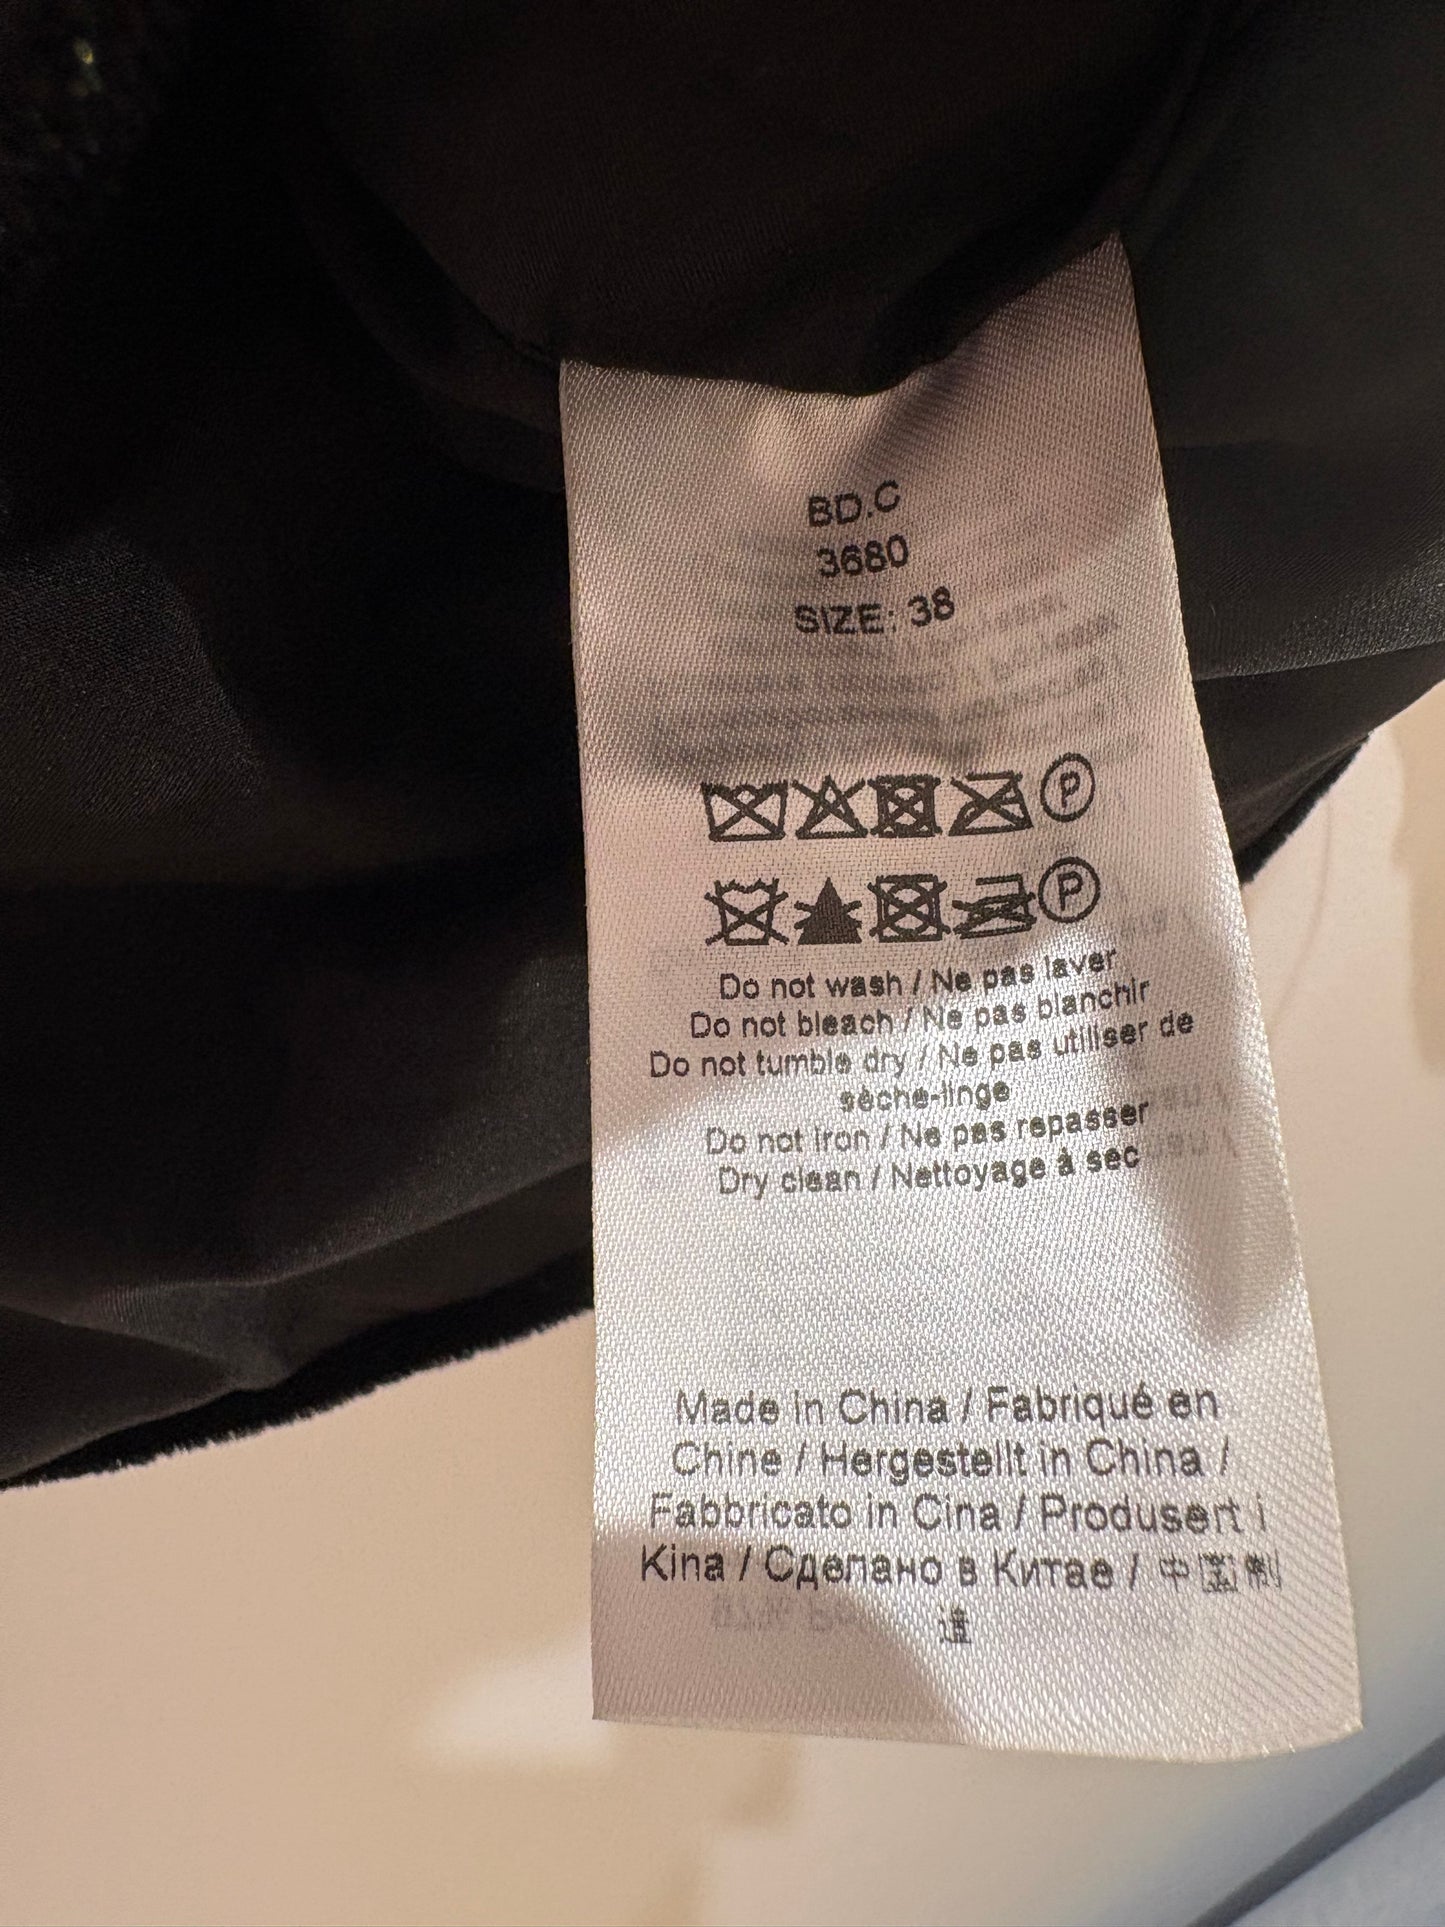 BD.C
3680
SIZE: 38
P
P
Do not wash / Ne pas laver
Do not bleach / Ne pas blanchir
Do not tumble dry / Ne pas utiliser de
sèche-linge
Do not iron / Ne pas repasser
Dry clean / Nettoyage à sec
Made in China / Fabriqué en
Chine / Hergestellt in China /
Fabbricato in Cina / Produsert i
Kina / Сделано в Китае / 中国制
造